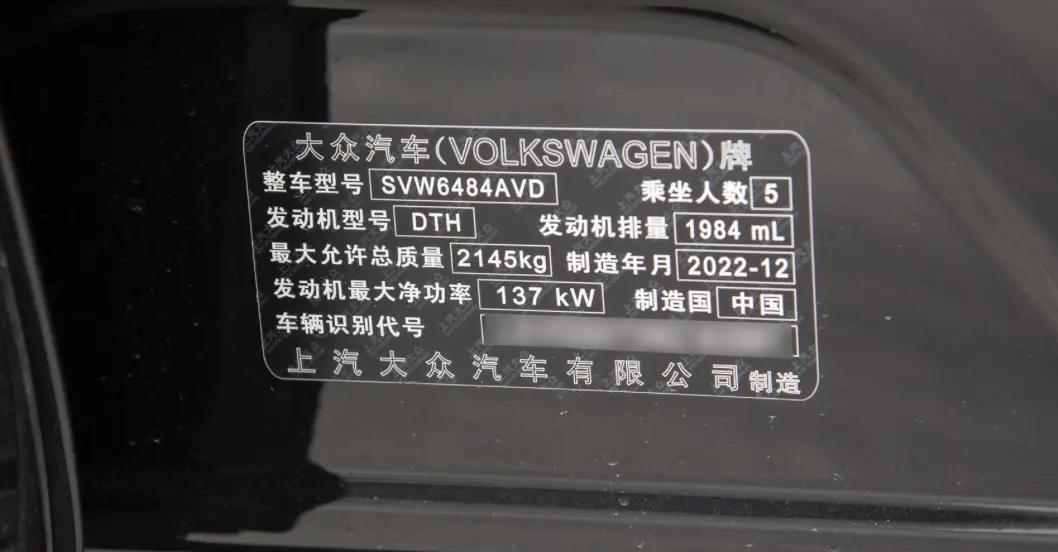 大众汽车(VOLKSWAGEN)牌
整车型号 SVW6484AVD 乘坐人数 5
发动机型号 DTH 发动机排量 1984 mL
最大允许总质量 2145kg 制造年月 2022-12
发动机最大净功率 137 kW 制造国 中国
车辆识别代号
上汽大众汽车有限公司制造